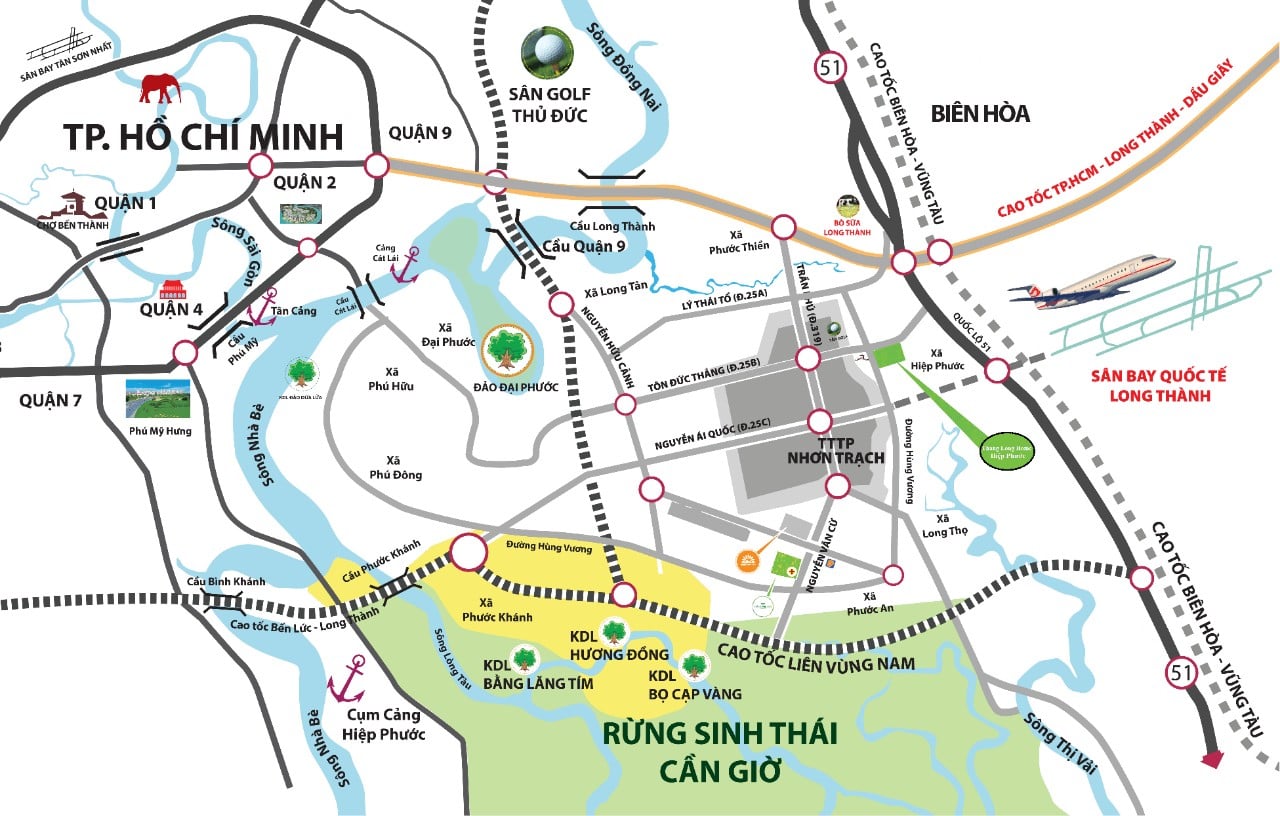 SÂN BAY TÂN SƠN NHẤT
TP. HỒ CHÍ MINH
QUẬN 9
SÂN GOLF
THỦ ĐỨC
Sông Đồng Nai
51
CAO TỐC BIÊN HÒA - VŨNG TÀU
BIÊN HÒA
CAO TỐC TP.HCM - LONG THÀNH - DẦU GIÂY
QUẬN 2
QUẬN 1
CHỢ BẾN THÀNH
Sông Sài Gòn
Cảng
Cát Lái
Cầu Long Thành
Cầu Quận 9
Xã
Phước Thiền
BÒ SỮA
LONG THÀNH
QUẬN 4
Tân Cảng
Cầu
Phú Mỹ
Cầu
Cát Lái
Xã Long Tân
LÝ THÁI TỔ (Đ.25A)
TRẦN PHÚ (Đ.319)
NGUYỄN HỮU CẢNH
QUỐC LỘ 51
Xã
Đại Phước
ĐẢO ĐẠI PHƯỚC
Xã
Phú Hữu
TÔN ĐỨC THẮNG (Đ.25B)
Xã
Hiệp Phước
SÂN BAY QUỐC TẾ
LONG THÀNH
QUẬN 7
Phú Mỹ Hưng
KDL ĐẢO DỪA LỬA
Sông Nhà Bè
NGUYỄN ÁI QUỐC (Đ.25C)
TTTP
NHƠN TRẠCH
Đường Hùng Vương
Hiệp Phước
Xã
Phú Đông
Xã
Long Thọ
NGUYỄN VĂN CỪ
Đường Hùng Vương
Cầu Phước Khánh
Cầu Bình Khánh
Cao tốc Bến Lức - Long Thành
Xã
Phước Khánh
Xã
Phước An
CAO TỐC LIÊN VÙNG NAM
CAO TỐC BIÊN HÒA - VŨNG TÀU
51
Sông Lòng Tàu
KDL
HƯƠNG ĐỒNG
KDL
BẰNG LĂNG TÍM
KDL
BỌ CẠP VÀNG
Cụm Cảng
Hiệp Phước
Sông Nhà Bè
RỪNG SINH THÁI
CẦN GIỜ
Sông Thị Vải